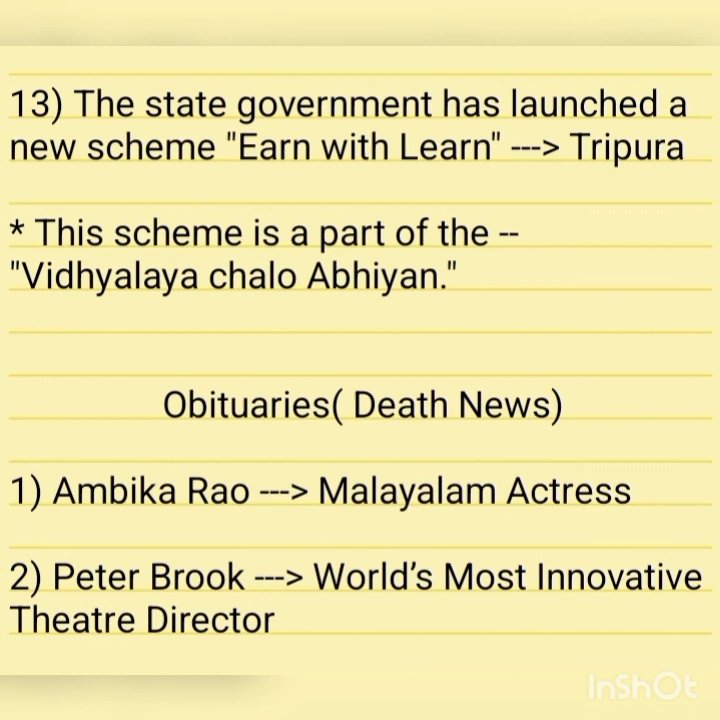 13) The state government has launched a
new scheme "Earn with Learn" ---> Tripura
* This scheme is a part of the --
"Vidhyalaya chalo Abhiyan."
Obituaries( Death News)
1) Ambika Rao ---> Malayalam Actress
2) Peter Brook ---> World’s Most Innovative
Theatre Director
InShOt